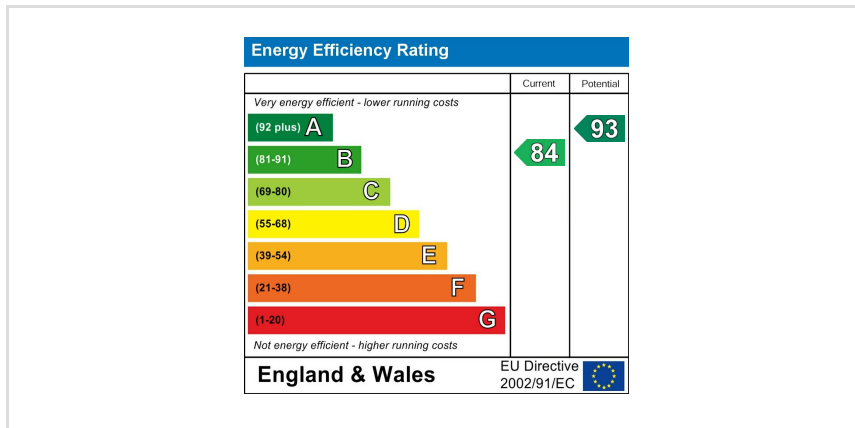 Energy Efficiency Rating
Current Potential
Very energy efficient - lower running costs
(92 plus) A 93
(81-91) B 84
(69-80) C
(55-68) D
(39-54) E
(21-38) F
(1-20) G
Not energy efficient - higher running costs
England & Wales
EU Directive
2002/91/EC